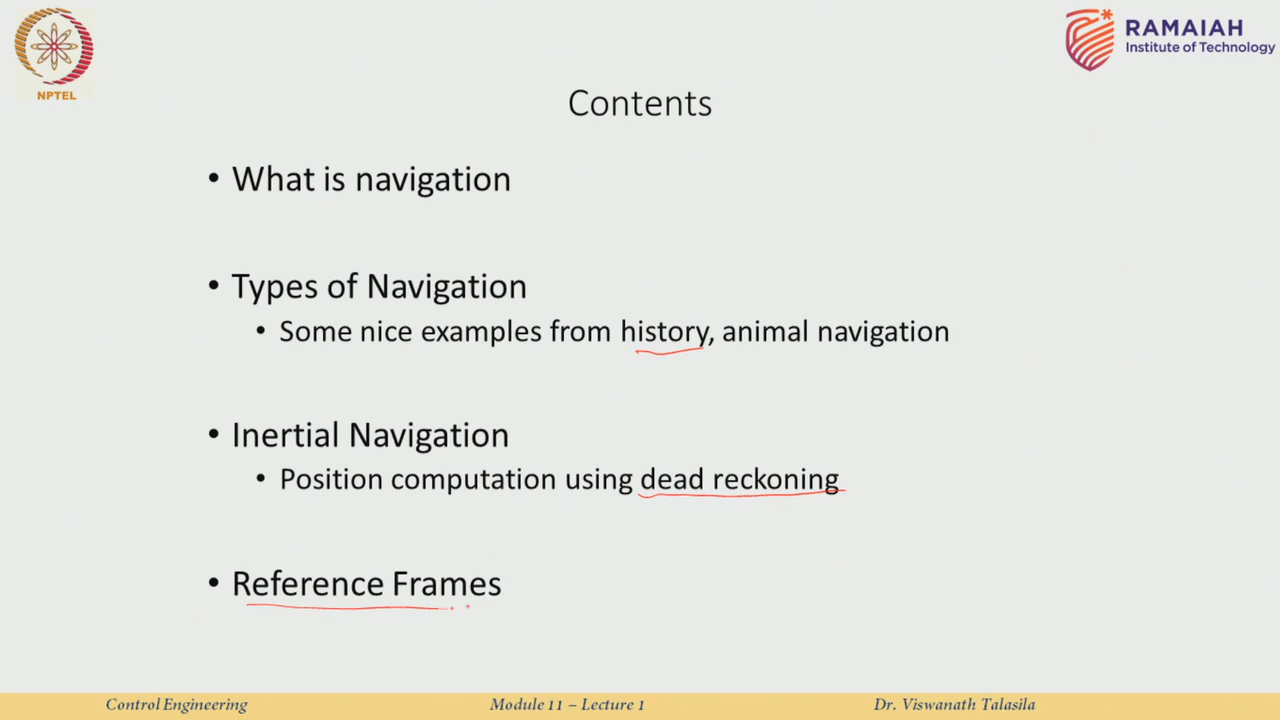 NPTEL
RAMAIAH
Institute of Technology
Contents
• What is navigation
• Types of Navigation
• Some nice examples from history, animal navigation
• Inertial Navigation
• Position computation using dead reckoning
• Reference Frames
Control Engineering
Module 11 – Lecture 1
Dr. Viswanath Talasila